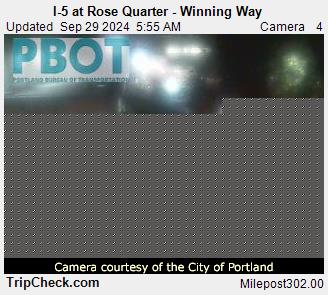 I-5 at Rose Quarter - Winning Way
Updated  Sep 29 2024  5:55 AM  Camera  4
PBOT
PORTLAND BUREAU OF TRANSPORTATION
Camera courtesy of the City of Portland
TripCheck.com  Milepost302.00